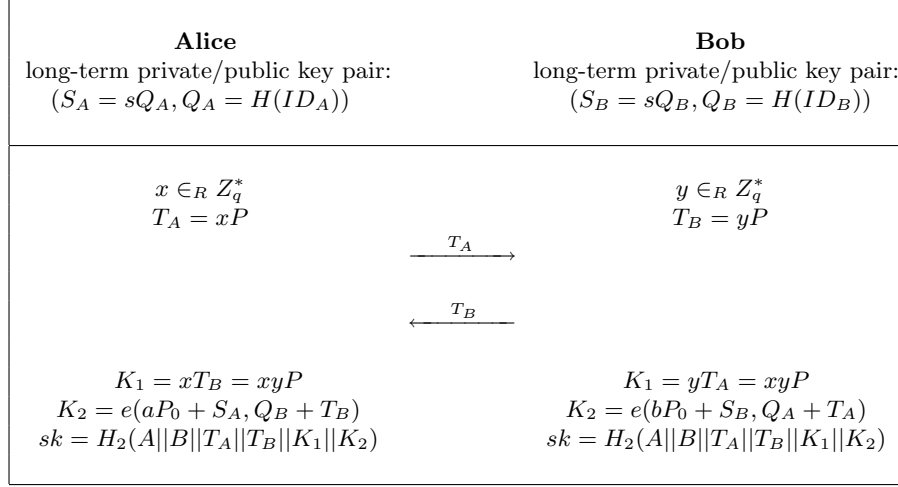 Alice Bob
long-term private/public key pair: long-term private/public key pair:
(S_A = sQ_A, Q_A = H(ID_A)) (S_B = sQ_B, Q_B = H(ID_B))
x ∈_R Z_q^* y ∈_R Z_q^*
T_A = xP T_B = yP
T_A
T_B
K_1 = xT_B = xyP K_1 = yT_A = xyP
K_2 = e(aP_0 + S_A, Q_B + T_B) K_2 = e(bP_0 + S_B, Q_A + T_A)
sk = H_2(A||B||T_A||T_B||K_1||K_2) sk = H_2(A||B||T_A||T_B||K_1||K_2)